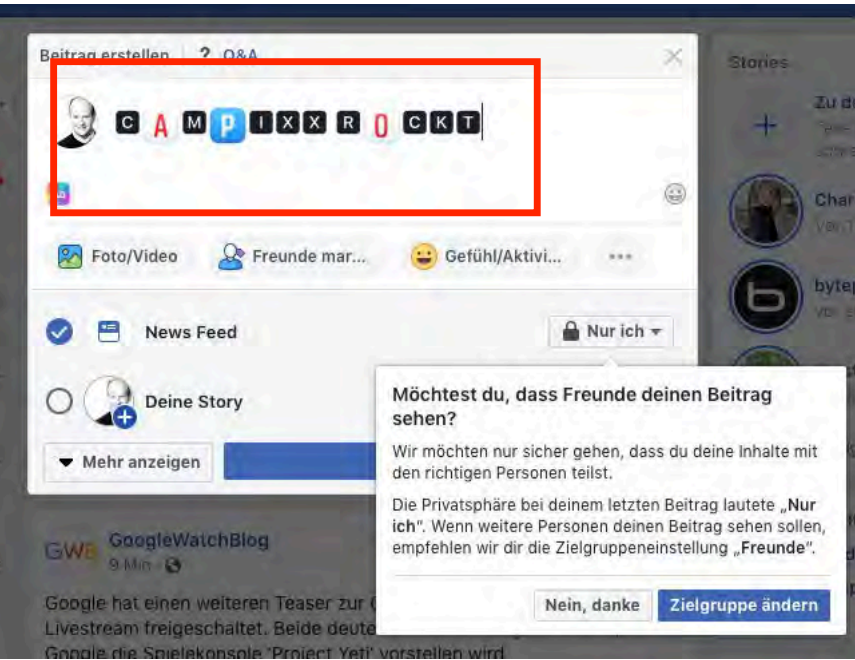 Beitrag erstellen ? Q&A
Stories
CAMPIXXROCKT
Zu
Foto/Video Freunde mar... Gefühl/Aktivi...
News Feed Nur ich
Deine Story
Mehr anzeigen
Möchtest du, dass Freunde deinen Beitrag
sehen?
Wir möchten nur sicher gehen, dass du deine Inhalte mit
den richtigen Personen teilst.
Die Privatsphäre bei deinem letzten Beitrag lautete „Nur
ich“. Wenn weitere Personen deinen Beitrag sehen sollen,
empfehlen wir dir die Zielgruppeneinstellung „Freunde“.
Nein, danke Zielgruppe ändern
GoogleWatchBlog
9 Min
Google hat einen weiteren Teaser zur
Livestream freigeschaltet. Beide
Google die Spielekonsole 'Project Yeti' vorstellen wird